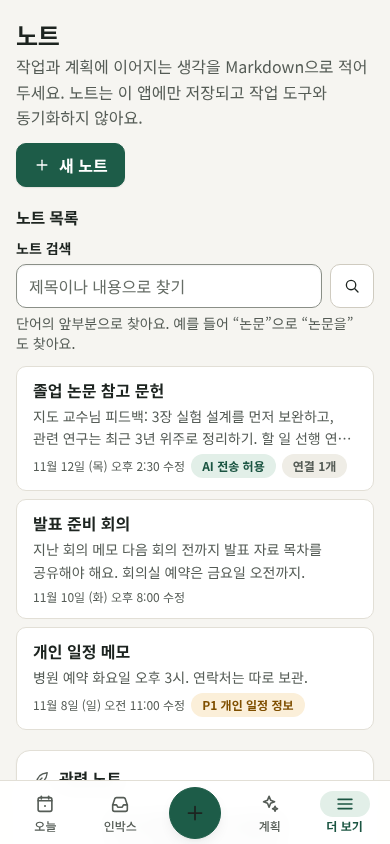 노트
작업과 계획에 이어지는 생각을 Markdown으로 적어
두세요. 노트는 이 앱에만 저장되고 작업 도구와
동기화하지 않아요.
+ 새 노트
노트 목록
노트 검색
제목이나 내용으로 찾기
단어의 앞부분으로 찾아요. 예를 들어 “논문”으로 “논문을”
도 찾아요.
졸업 논문 참고 문헌
지도 교수님 피드백: 3장 실험 설계를 먼저 보완하고,
관련 연구는 최근 3년 위주로 정리하기. 할 일 선행 연…
11월 12일 (목) 오후 2:30 수정 AI 전송 허용 연결 1개
발표 준비 회의
지난 회의 메모 다음 회의 전까지 발표 자료 목차를
공유해야 해요. 회의실 예약은 금요일 오전까지.
11월 10일 (화) 오후 8:00 수정
개인 일정 메모
병원 예약 화요일 오후 3시. 연락처는 따로 보관.
11월 8일 (일) 오전 11:00 수정 P1 개인 일정 정보
관련 노트
오늘 인박스 계획 더 보기